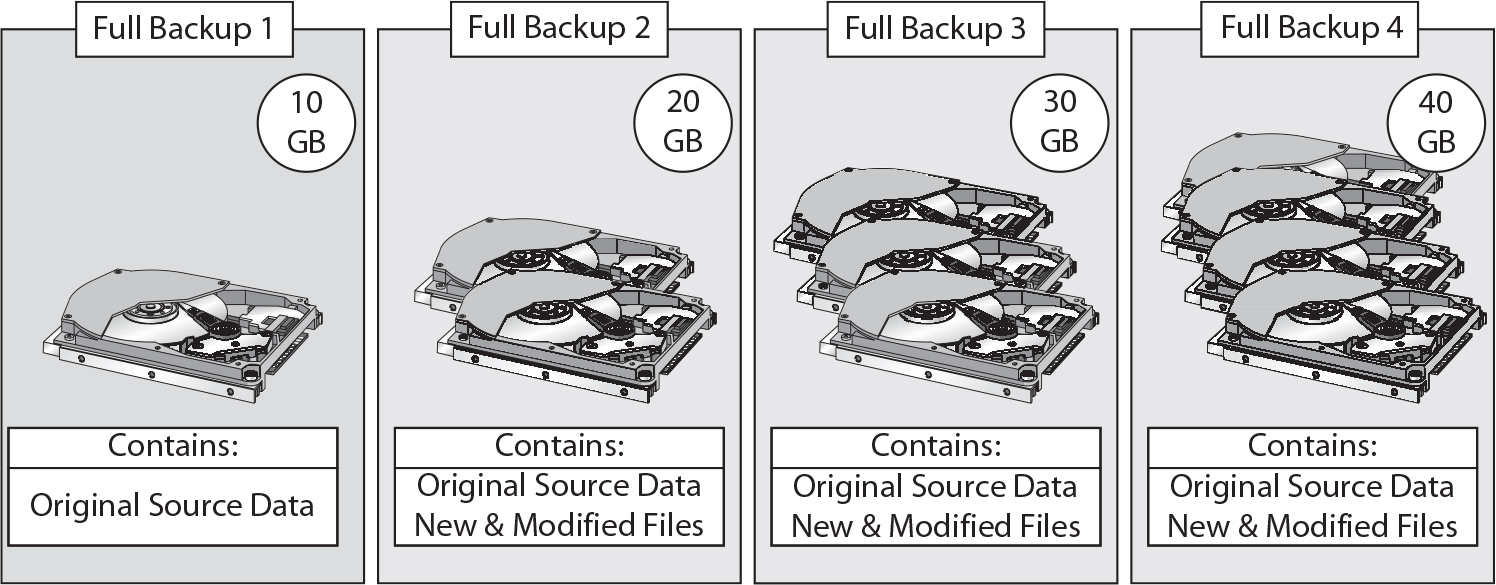 Full Backup 1
10
GB
Contains:
Original Source Data
Full Backup 2
20
GB
Contains:
Original Source Data
New & Modified Files
Full Backup 3
30
GB
Contains:
Original Source Data
New & Modified Files
Full Backup 4
40
GB
Contains:
Original Source Data
New & Modified Files